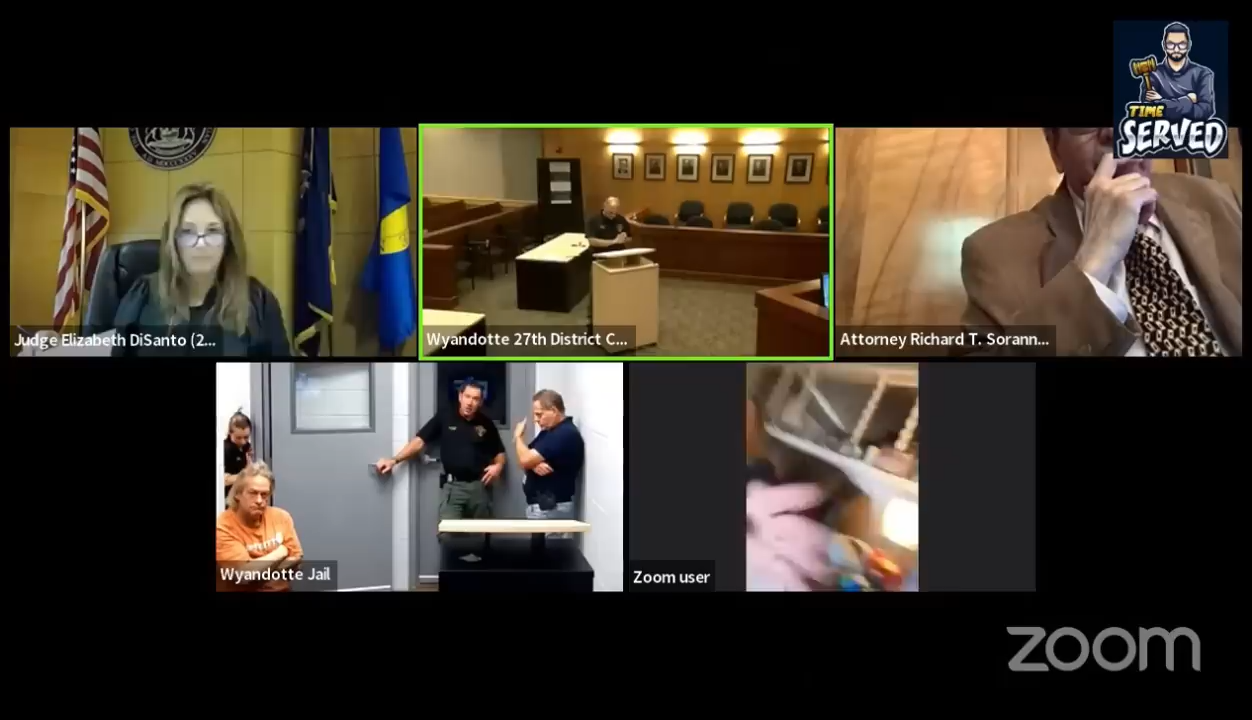 TIME
SERVED
Judge Elizabeth DiSanto (2...
Wyandotte 27th District C...
Attorney Richard T. Sorann...
Wyandotte Jail
Zoom user
zoom